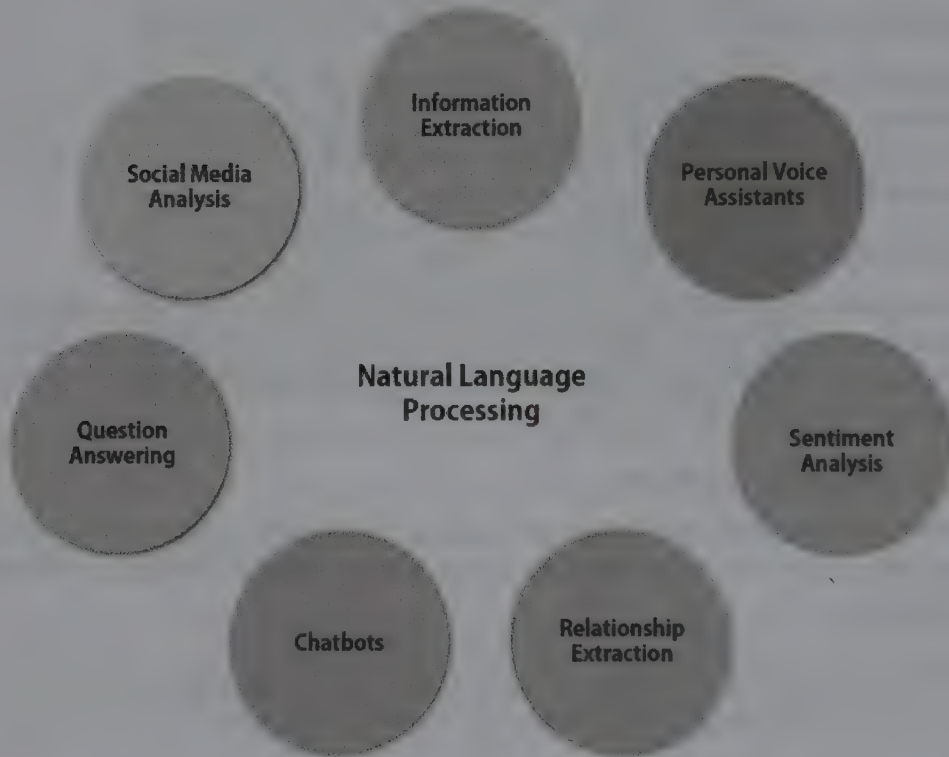 Information
Extraction
Social Media
Analysis
Personal Voice
Assistants
Natural Language
Processing
Question
Answering
Sentiment
Analysis
Chatbots
Relationship
Extraction